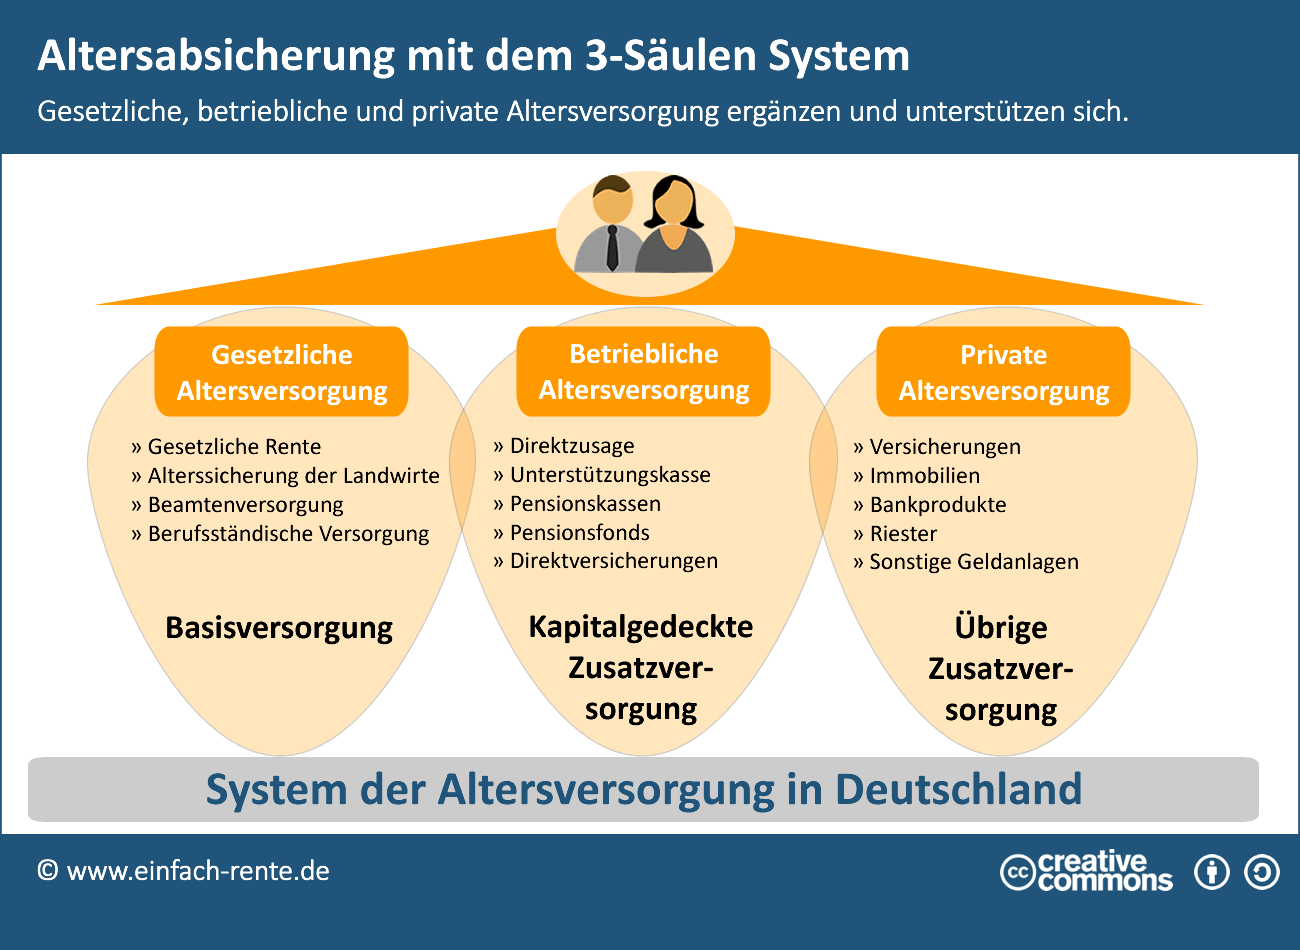 Altersabsicherung mit dem 3-Säulen System
Gesetzliche, betriebliche und private Altersversorgung ergänzen und unterstützen sich.
Gesetzliche
Altersversorgung
» Gesetzliche Rente
» Alterssicherung der Landwirte
» Beamtenversorgung
» Berufsständische Versorgung
Basisversorgung
Betriebliche
Altersversorgung
» Direktzusage
» Unterstützungskasse
» Pensionskassen
» Pensionsfonds
» Direktversicherungen
Kapitalgedeckte
Zusatzver-
sorgung
Private
Altersversorgung
» Versicherungen
» Immobilien
» Bankprodukte
» Riester
» Sonstige Geldanlagen
Übrige
Zusatzver-
sorgung
System der Altersversorgung in Deutschland
© www.einfach-rente.de
cc creative
commons